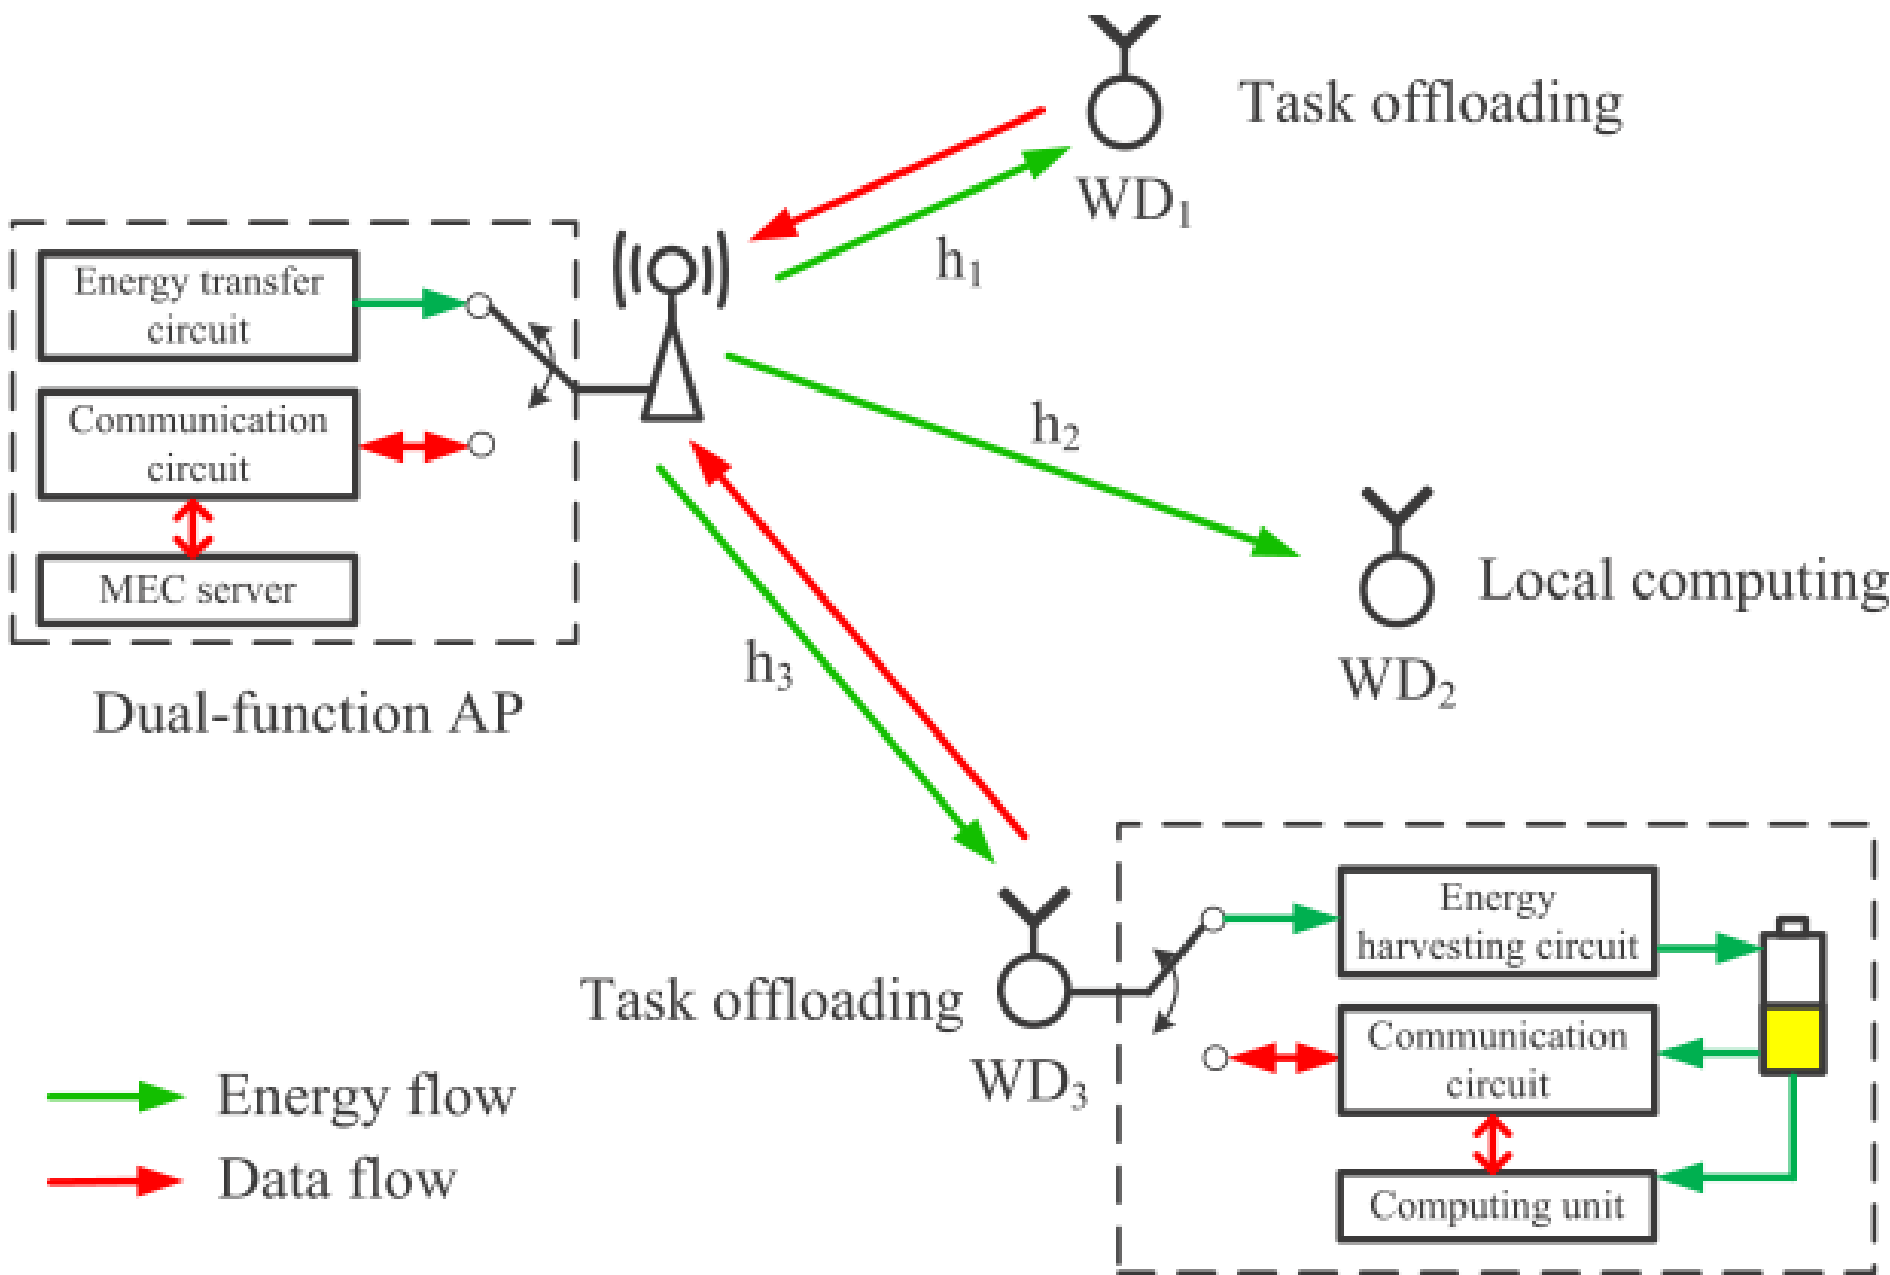 Task offloading
WD1
h1
Energy transfer
circuit
Communication
circuit
MEC server
Dual-function AP
h2
Local computing
WD2
h3
Task offloading
WD3
Energy
harvesting circuit
Communication
circuit
Computing unit
Energy flow
Data flow